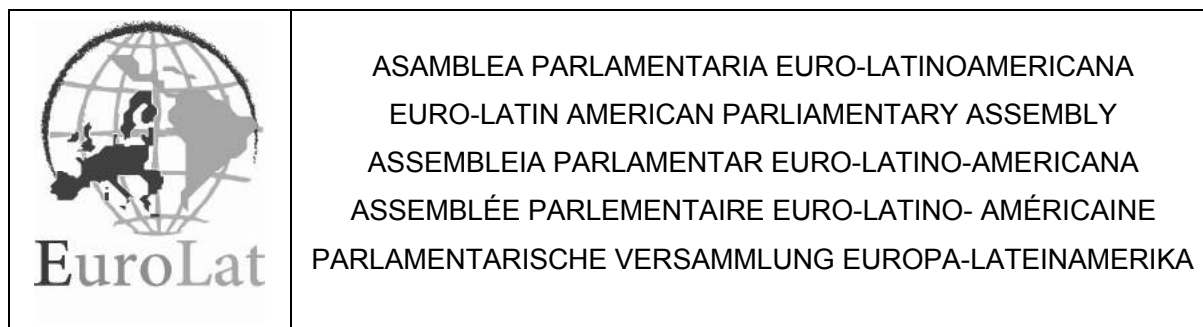 EuroLat
ASAMBLEA PARLAMENTARIA EURO-LATINOAMERICANA
EURO-LATIN AMERICAN PARLIAMENTARY ASSEMBLY
ASSEMBLEIA PARLAMENTAR EURO-LATINO-AMERICANA
ASSEMBLÉE PARLEMENTAIRE EURO-LATINO- AMÉRICAINE
PARLAMENTARISCHE VERSAMMLUNG EUROPA-LATEINAMERIKA